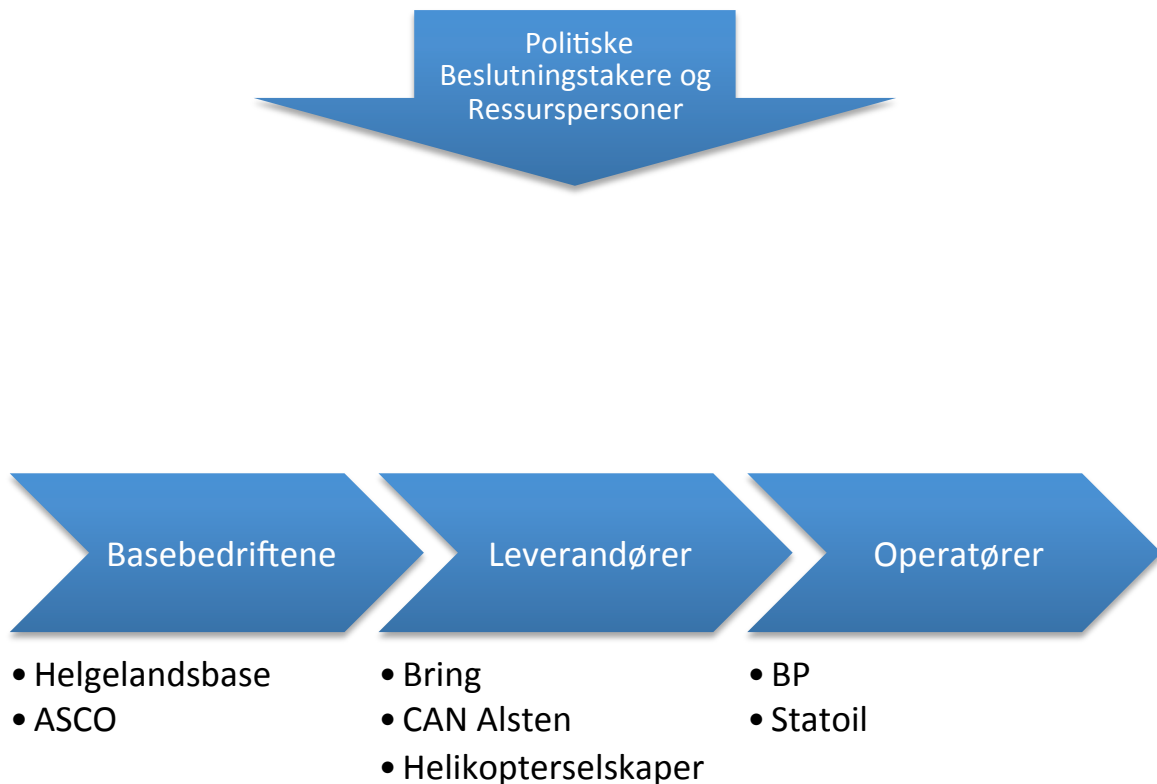 Politiske
Beslutningstakere og
Ressurspersoner
Basebedriftene
Leverandører
Operatører
• Helgelandsbase
• ASCO
• Bring
• CAN Alsten
• Helikopterselskaper
• BP
• Statoil